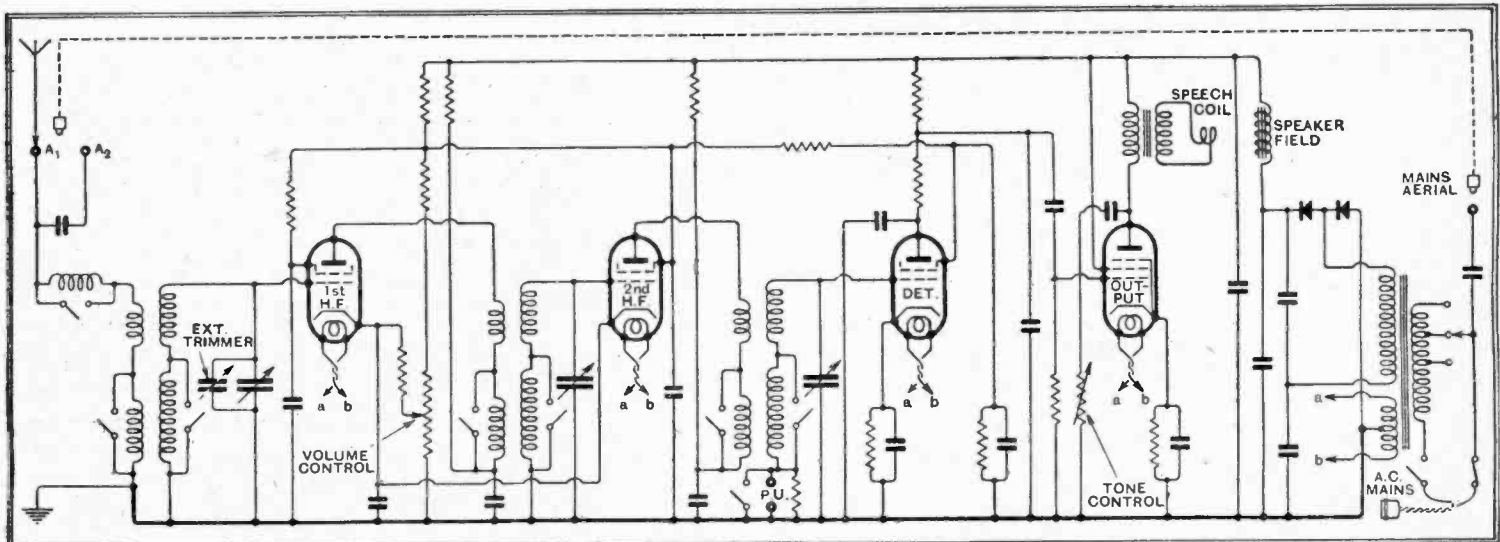 A1
A2
EXT.
TRIMMER
1st
H.F.
a b
VOLUME
CONTROL
2nd
H.F.
a b
P.U.
DET.
a b
SPEECH
COIL
OUT-
PUT
a b
TONE
CONTROL
SPEAKER
FIELD
MAINS
AERIAL
a
b
A.C.
MAINS